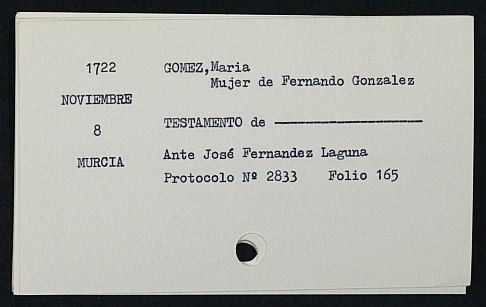 1722
NOVIEMBRE
8
MURCIA
GOMEZ,Maria
Mujer de Fernando Gonzalez
TESTAMENTO de ————————————
Ante José Fernandez Laguna
Protocolo Nº 2833 Folio 165